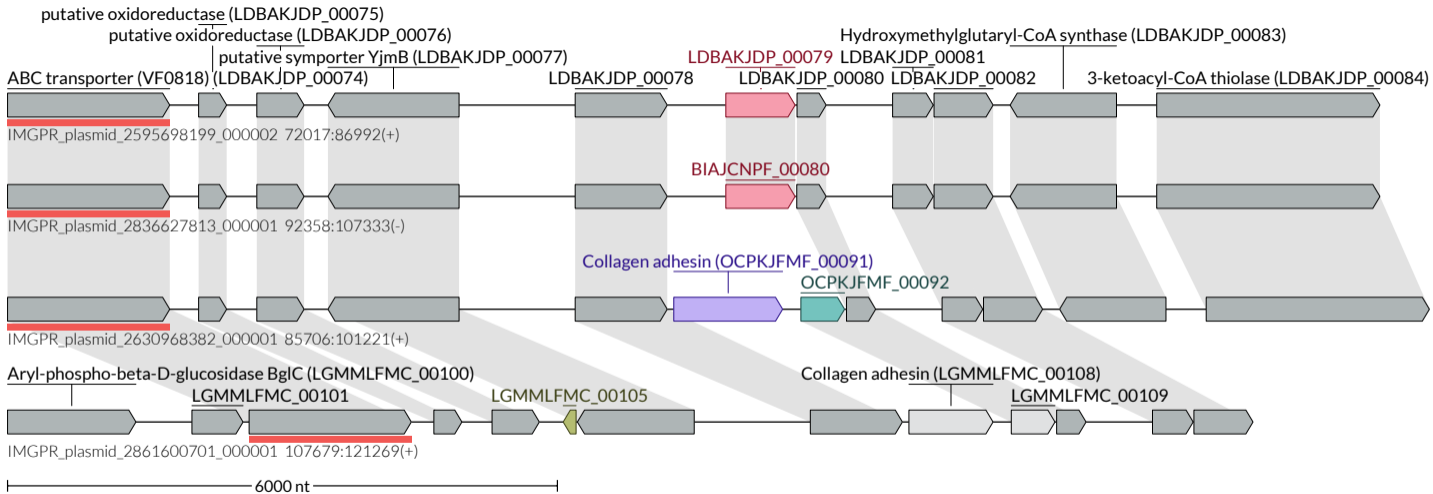 putative oxidoreductase (LDBAKJDP_00075)
putative oxidoreductase (LDBAKJDP_00076)
Hydroxymethylglutaryl-CoA synthase (LDBAKJDP_00083)
putative symporter YjmB (LDBAKJDP_00077)
LDBAKJDP_00079
LDBAKJDP_00081
ABC transporter (VF0818) (LDBAKJDP_00074)
LDBAKJDP_00078
LDBAKJDP_00080
LDBAKJDP_00082
3-ketoacyl-CoA thiolase (LDBAKJDP_00084)
IMGPR_plasmid_2595698199_000002 72017:86992(+)
BIAJCNPF_00080
IMGPR_plasmid_2836627813_000001 92358:107333(-)
Collagen adhesin (OCPKJFMF_00091)
OCPKJFMF_00092
IMGPR_plasmid_2630968382_000001 85706:101221(+)
Aryl-phospho-beta-D-glucosidase BglC (LGMMLFMC_00100)
Collagen adhesin (LGMMLFMC_00108)
LGMMLFMC_00101
LGMMLFMC_00105
LGMMLFMC_00109
IMGPR_plasmid_2861600701_000001 107679:121269(+)
6000 nt